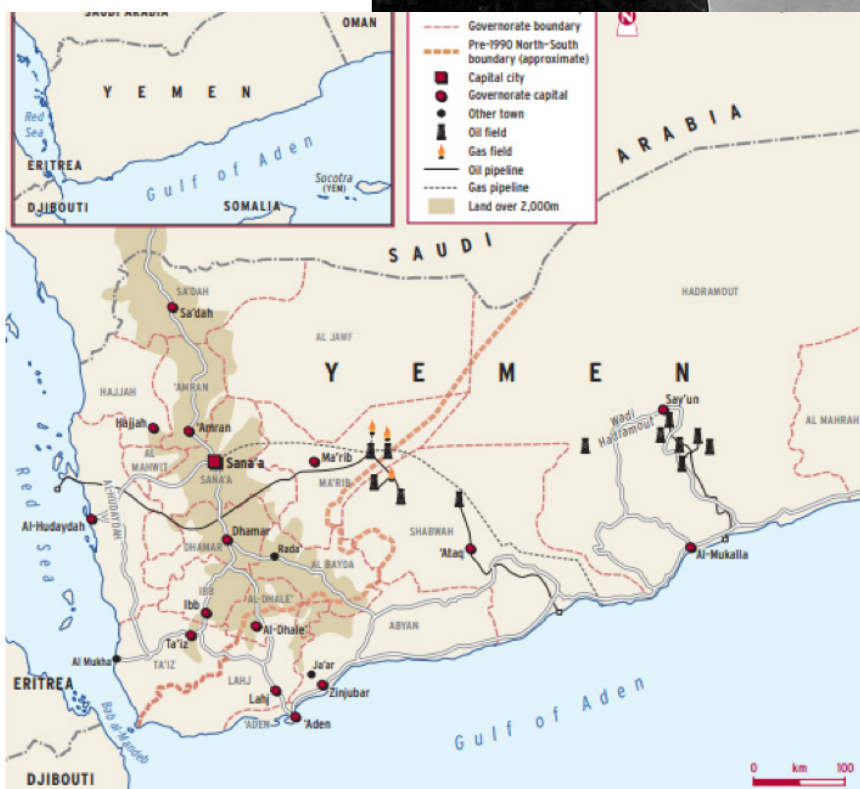 OMAN
Y E M E N
Red
Sea
ERITREA
Gulf of Aden
Socotra
(YEM)
DJIBOUTI
SOMALIA
Governorate boundary
Pre-1990 North-South
boundary (approximate)
Capital city
Governorate capital
Other town
Oil field
Gas field
Oil pipeline
Gas pipeline
Land over 2,000m
N
SAUDI
ARABIA
SA'DAH
Sa'dah
HADRAMOUT
AL JAWF
Y E M E N
HAJJAH
'AMRAN
Hajjah
'Amran
Say'un
Wadi
Hadramout
AL MAHRAH
AL
MAHWIT
Sana'a
SANA'A
Ma'rib
MA'RIB
Red Sea
AL-HUDAYDAH
Al-Hudaydah
SHABWAH
Dhamar
DHAMAR
Rada'
AL BAYDA
'Ataq
Al-Mukalla
IBB
Ibb
AL-DHALE'
Al-Dhale'
ABYAN
Ta'iz
TA'IZ
Al Mukha
LAHJ
Ja'ar
Lahj
Zinjubar
ERITREA
Bab al-Mandeb
'ADEN
'Aden
Gulf of Aden
DJIBOUTI
0 km 100